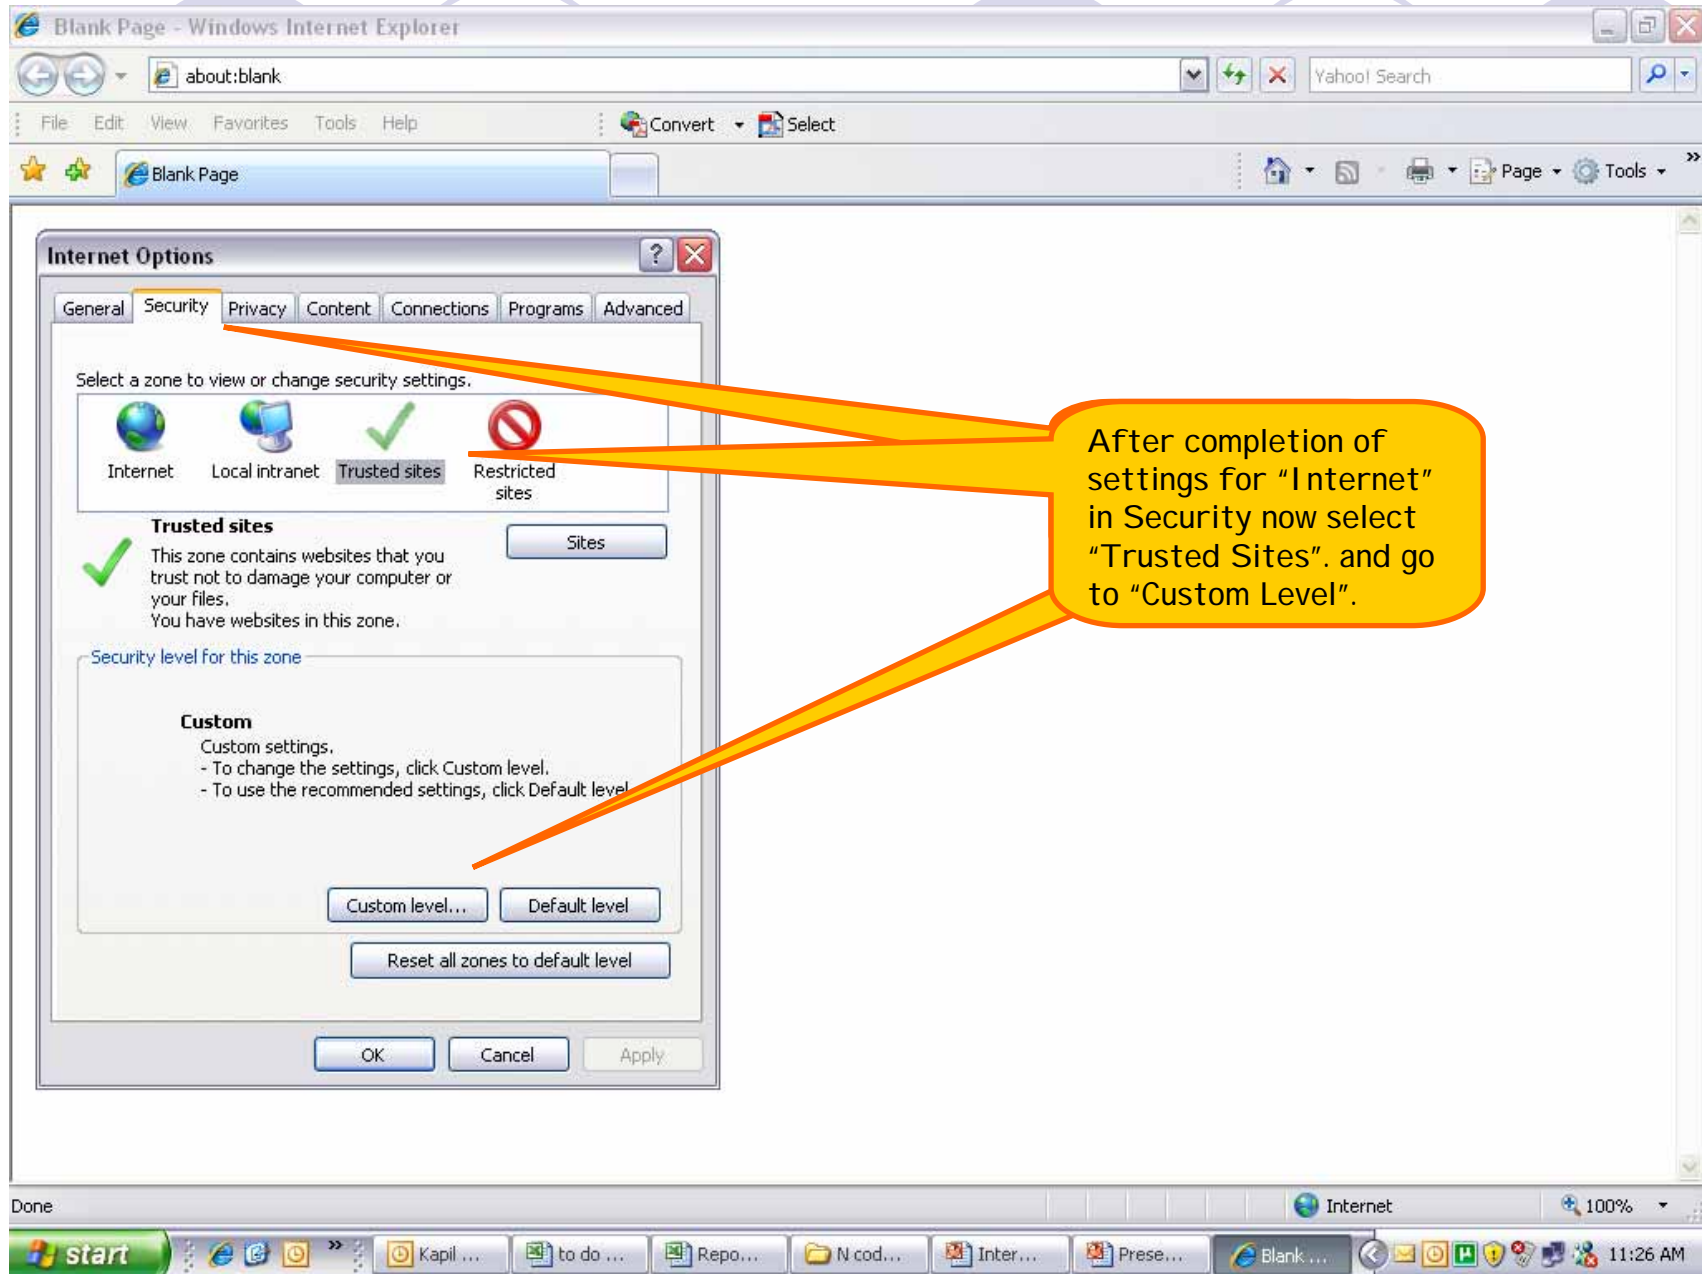 Blank Page - Windows Internet Explorer
about:blank
Yahoo! Search
File Edit View Favorites Tools Help
Convert Select
Blank Page
Page Tools »
Internet Options
General Security Privacy Content Connections Programs Advanced
Select a zone to view or change security settings.
Internet Local intranet Trusted sites Restricted
sites
Trusted sites
This zone contains websites that you
trust not to damage your computer or
your files.
You have websites in this zone.
Sites
Security level for this zone
Custom
Custom settings.
- To change the settings, click Custom level.
- To use the recommended settings, click Default level
Custom level... Default level
Reset all zones to default level
OK Cancel Apply
After completion of
settings for “Internet”
in Security now select
“Trusted Sites”. and go
to “Custom Level”.
Done
Internet 100%
start » Kapil ... to do ... Repo... N cod... Inter... Prese... Blank ... 11:26 AM